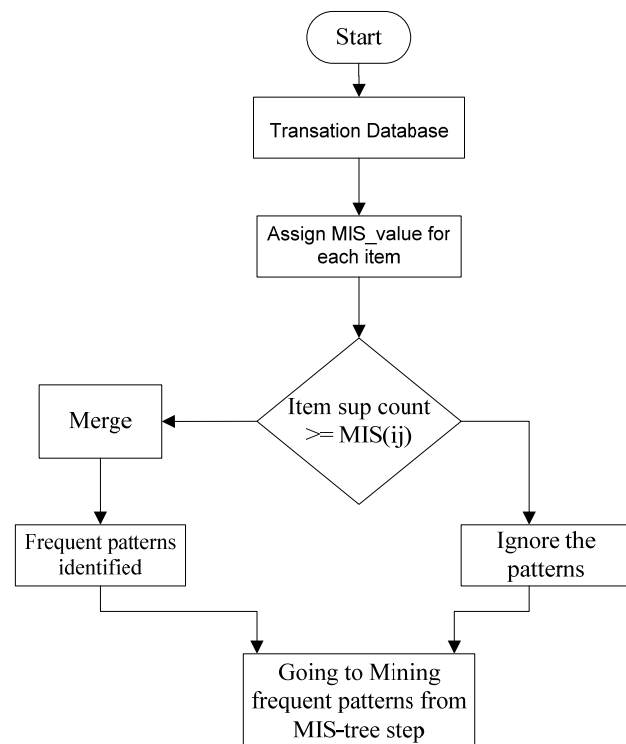 Start
Transation Database
Assign MIS_value for
each item
Item sup count
>= MIS(ij)
Merge
Frequent patterns
identified
Ignore the
patterns
Going to Mining
frequent patterns from
MIS-tree step